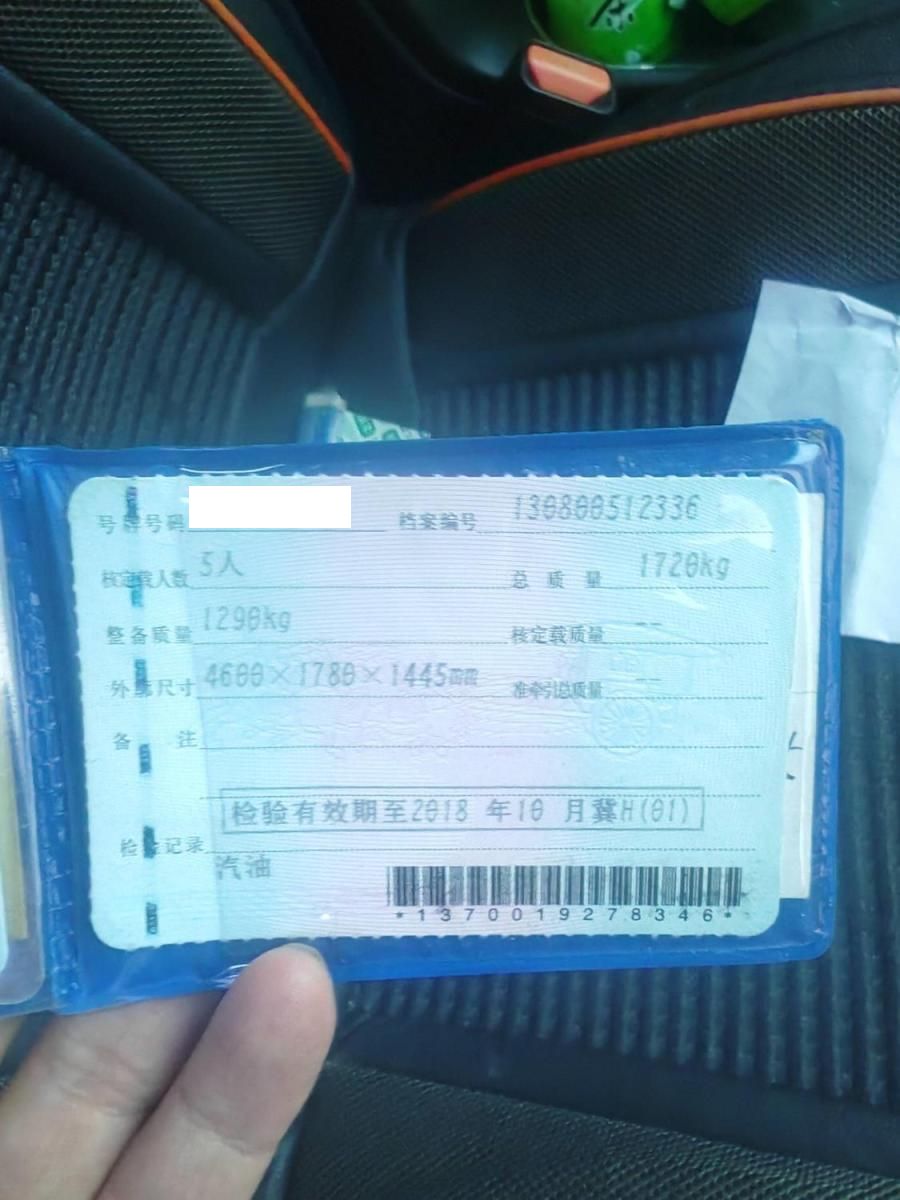 号牌号码 档案编号 130800512336
核定载人数 5人 总质量 1720kg
整备质量 1290kg 核定载质量 --
外廓尺寸 4600×1780×1445mm 准牵引总质量 --
备注
检验有效期至2018 年10 月冀H(01)
检验记录
汽油
*1370019278346*